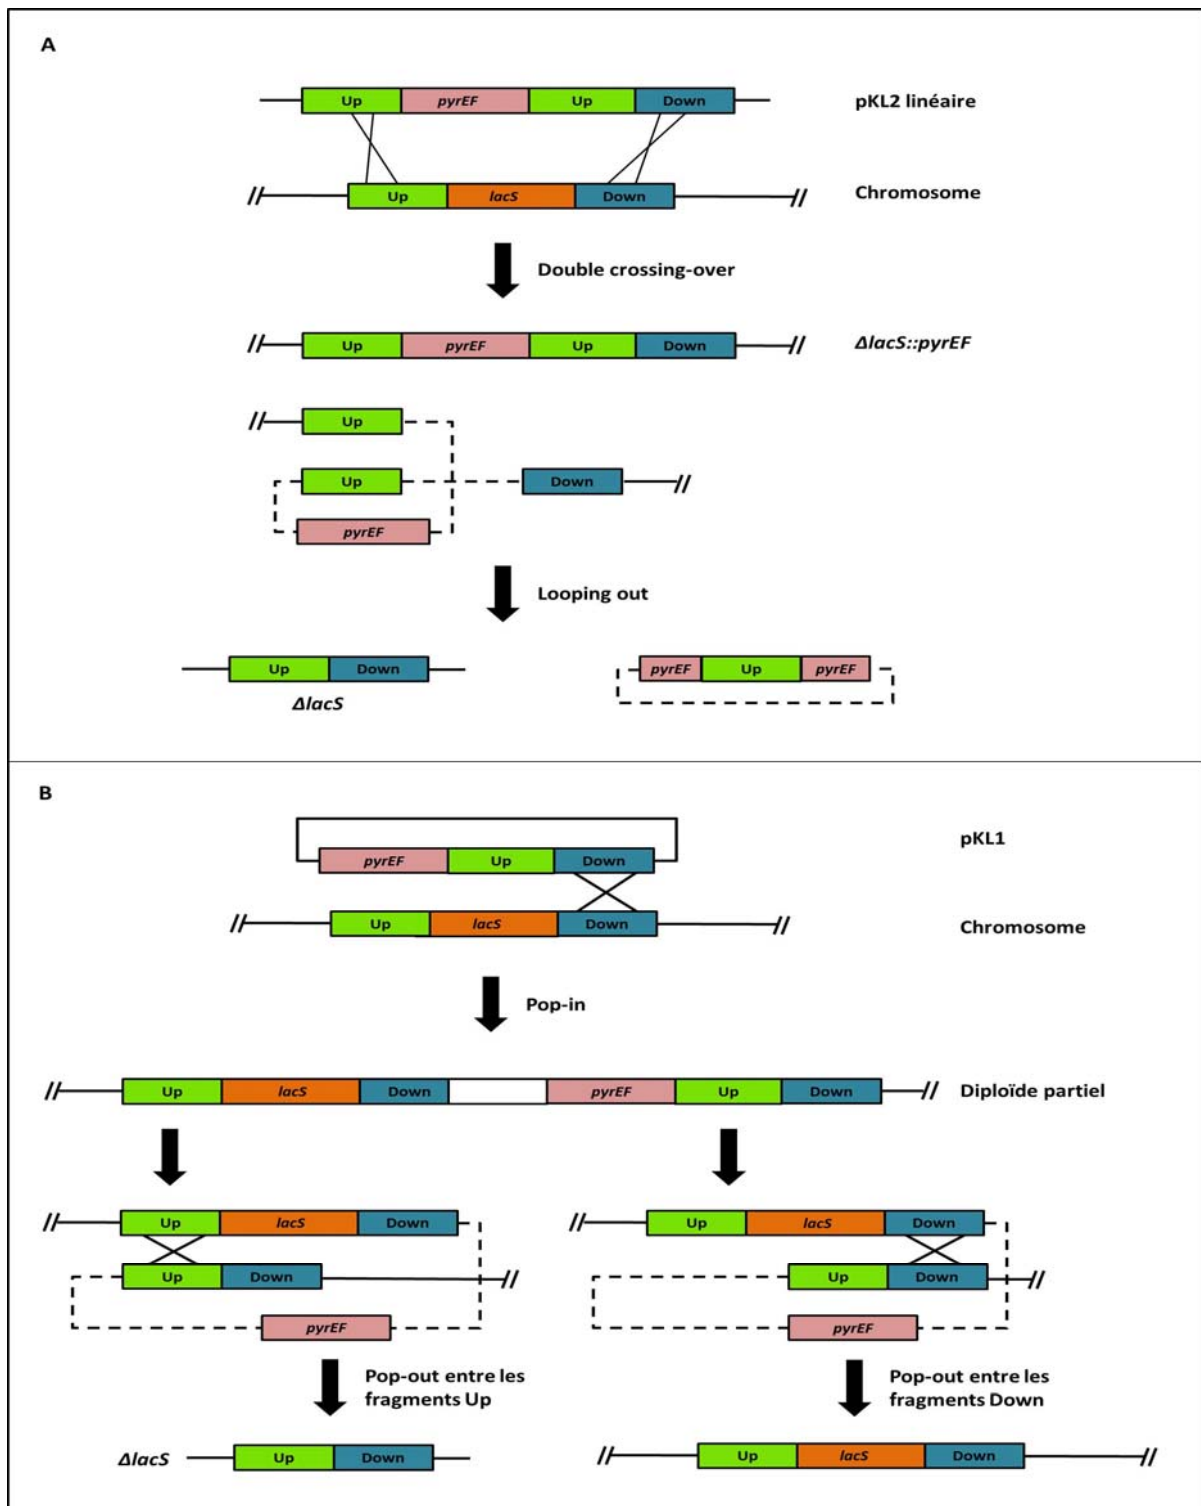 A
Up pyrEF Up Down pKL2 linéaire
Up lacS Down Chromosome
Double crossing-over
Up pyrEF Up Down ΔlacS::pyrEF
Up
Up Down
pyrEF
Looping out
Up Down pyrEF Up pyrEF
ΔlacS
B
pKL1
pyrEF Up Down
Up lacS Down Chromosome
Pop-in
Up lacS Down pyrEF Up Down Diploïde partiel
Up lacS Down Up lacS Down
Up Down Up Down
pyrEF pyrEF
Pop-out entre les
fragments Up
Pop-out entre les
fragments Down
ΔlacS Up Down Up lacS Down